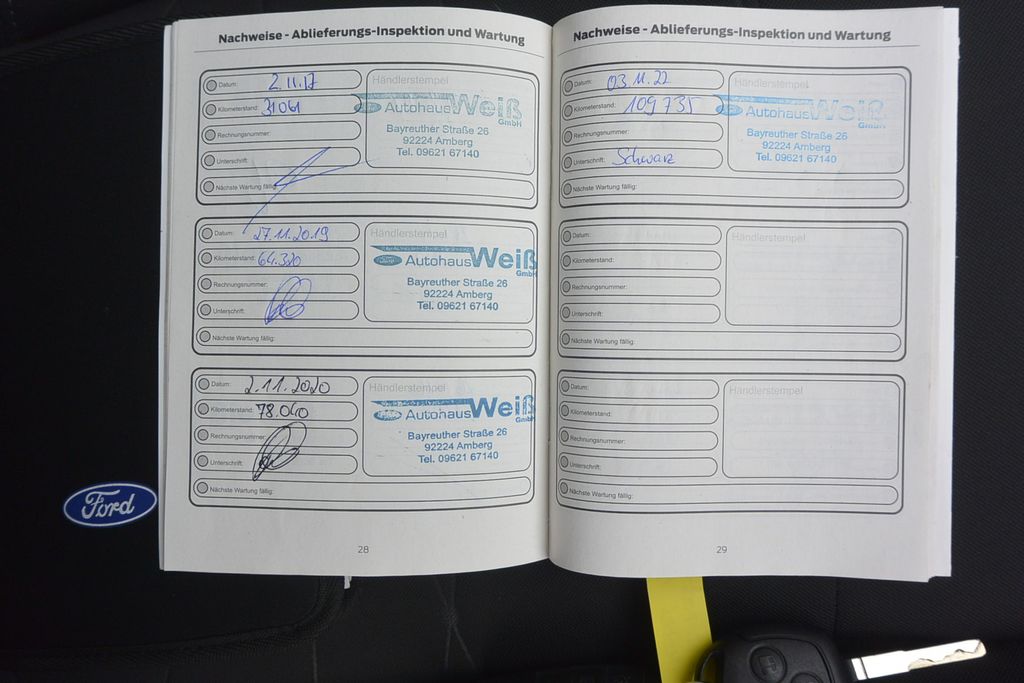 Nachweise - Ablieferungs-Inspektion und Wartung
Datum: 2.11.17
Kilometerstand: 31041
Rechnungsnummer:
Unterschrift:
Nächste Wartung fällig:
Händlerstempel
Autohaus Weiß
GmbH
Bayreuther Straße 26
92224 Amberg
Tel. 09621 67140
Datum: 27.11.2019
Kilometerstand: 64.320
Rechnungsnummer:
Unterschrift:
Nächste Wartung fällig:
Händlerstempel
Ford
Autohaus Weiß
GmbH
Bayreuther Straße 26
92224 Amberg
Tel. 09621 67140
Datum: 2.11.2020
Kilometerstand: 78.040
Rechnungsnummer:
Unterschrift:
Nächste Wartung fällig:
Händlerstempel
Autohaus Weiß
GmbH
Bayreuther Straße 26
92224 Amberg
Tel. 09621 67140
28
Nachweise - Ablieferungs-Inspektion und Wartung
Datum: 03.11.22
Kilometerstand: 109735
Rechnungsnummer:
Unterschrift: Schwarz
Nächste Wartung fällig:
Händlerstempel
Autohaus Weiß
GmbH
Bayreuther Straße 26
92224 Amberg
Tel. 09621 67140
Datum:
Kilometerstand:
Rechnungsnummer:
Unterschrift:
Nächste Wartung fällig:
Händlerstempel
Datum:
Kilometerstand:
Rechnungsnummer:
Unterschrift:
Nächste Wartung fällig:
Händlerstempel
29
Ford